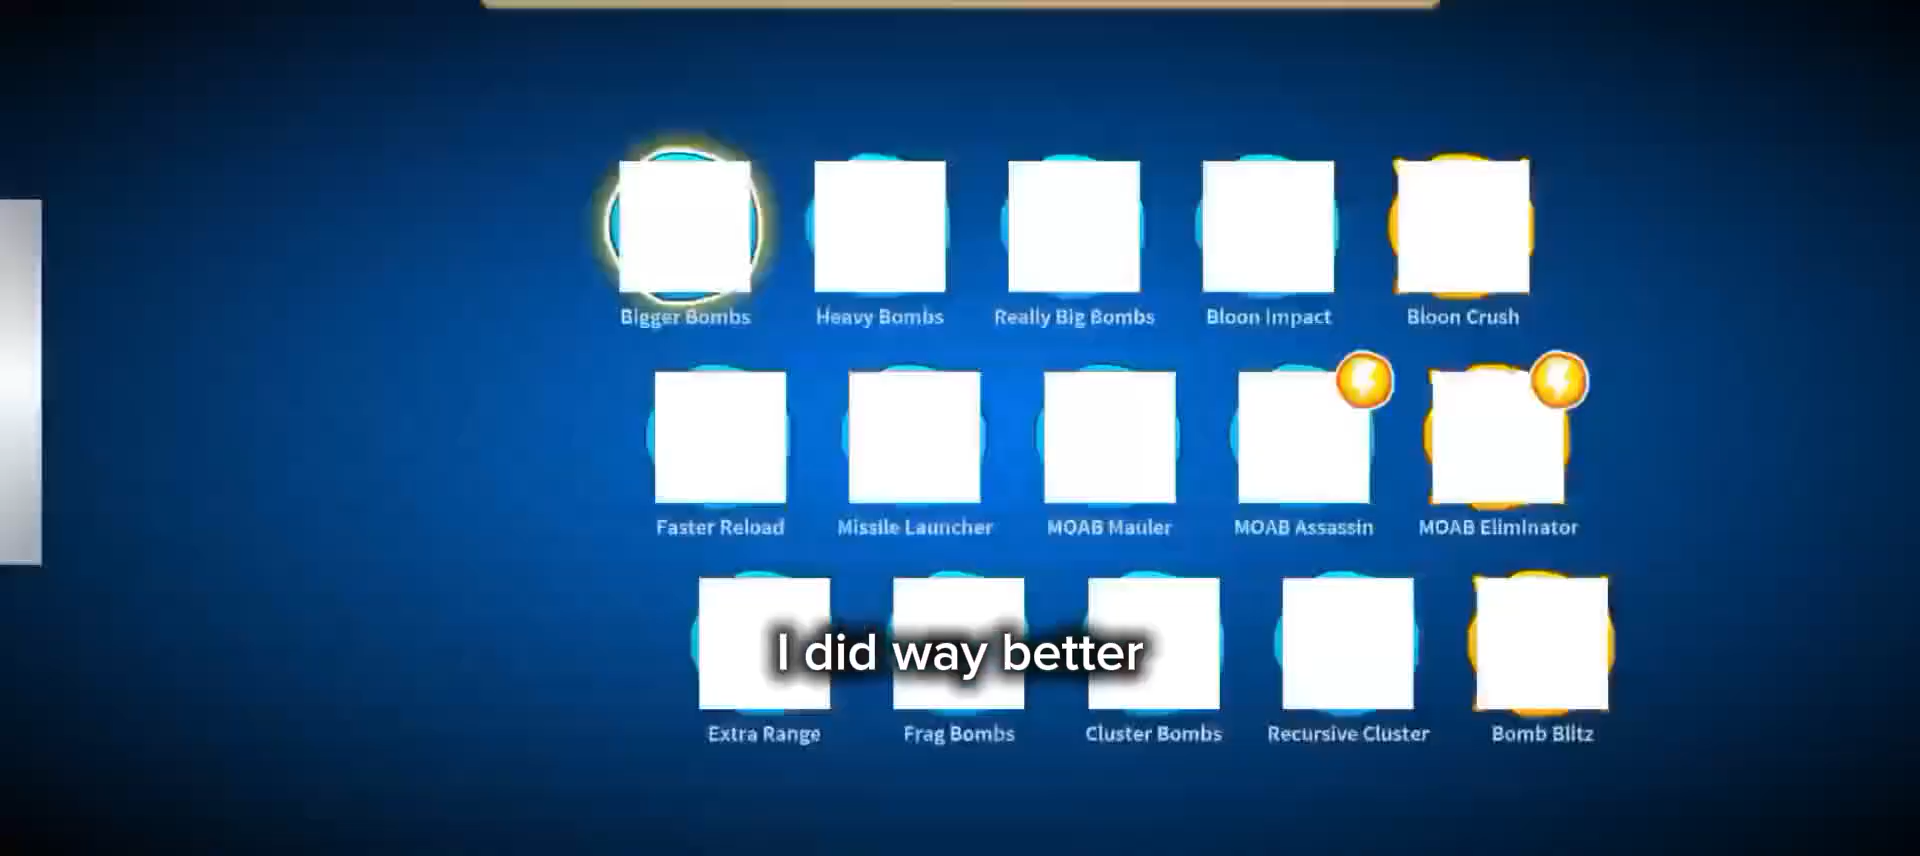 Bigger Bombs
Heavy Bombs
Really Big Bombs
Bloon Impact
Bloon Crush
Faster Reload
Missile Launcher
MOAB Mauler
MOAB Assassin
MOAB Eliminator
I did way better
Extra Range
Frag Bombs
Cluster Bombs
Recursive Cluster
Bomb Blitz